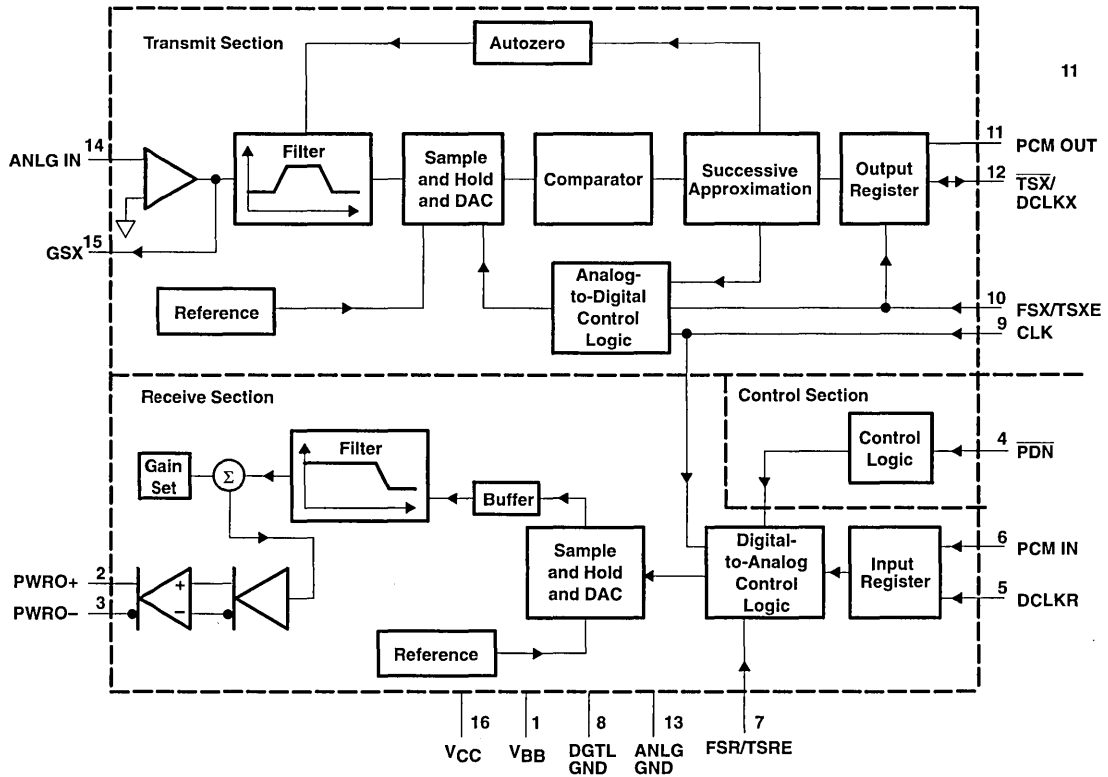 Transmit Section
Autozero
11
ANLG IN
14
Filter
Sample
and Hold
and DAC
Comparator
Successive
Approximation
Output
Register
11
PCM OUT
12
TSX/
DCLKX
GSX
15
Reference
Analog-
to-Digital
Control
Logic
10
FSX/TSXE
9
CLK
Receive Section
Control Section
Control
Logic
4
PDN
Gain
Set
Σ
Filter
Buffer
Sample
and Hold
and DAC
Digital-
to-Analog
Control
Logic
Input
Register
6
PCM IN
5
DCLKR
PWRO+
2
+
PWRO−
3
−
Reference
16
VCC
1
VBB
8
DGTL
GND
13
ANLG
GND
7
FSR/TSRE